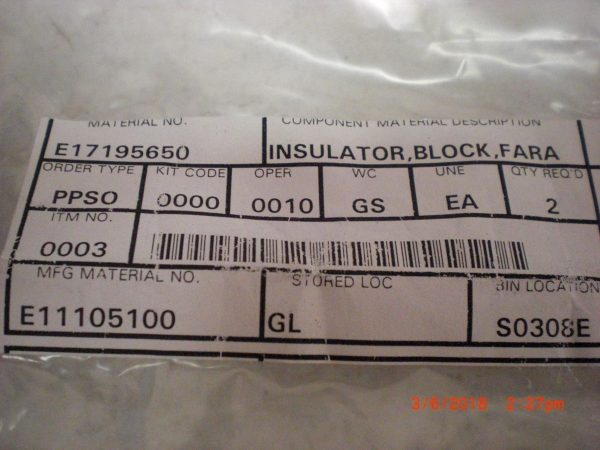 MATERIAL NO. COMPONENT MATERIAL DESCRIPTION
E17195650 INSULATOR,BLOCK,FARA
ORDER TYPE KIT CODE OPER WC UNE QTY REQ'D
PPSO 0000 0010 GS EA 2
ITM NO.
0003
MFG MATERIAL NO. STORED LOC BIN LOCATION
E11105100 GL S0308E
3/6/2018 2:27pm